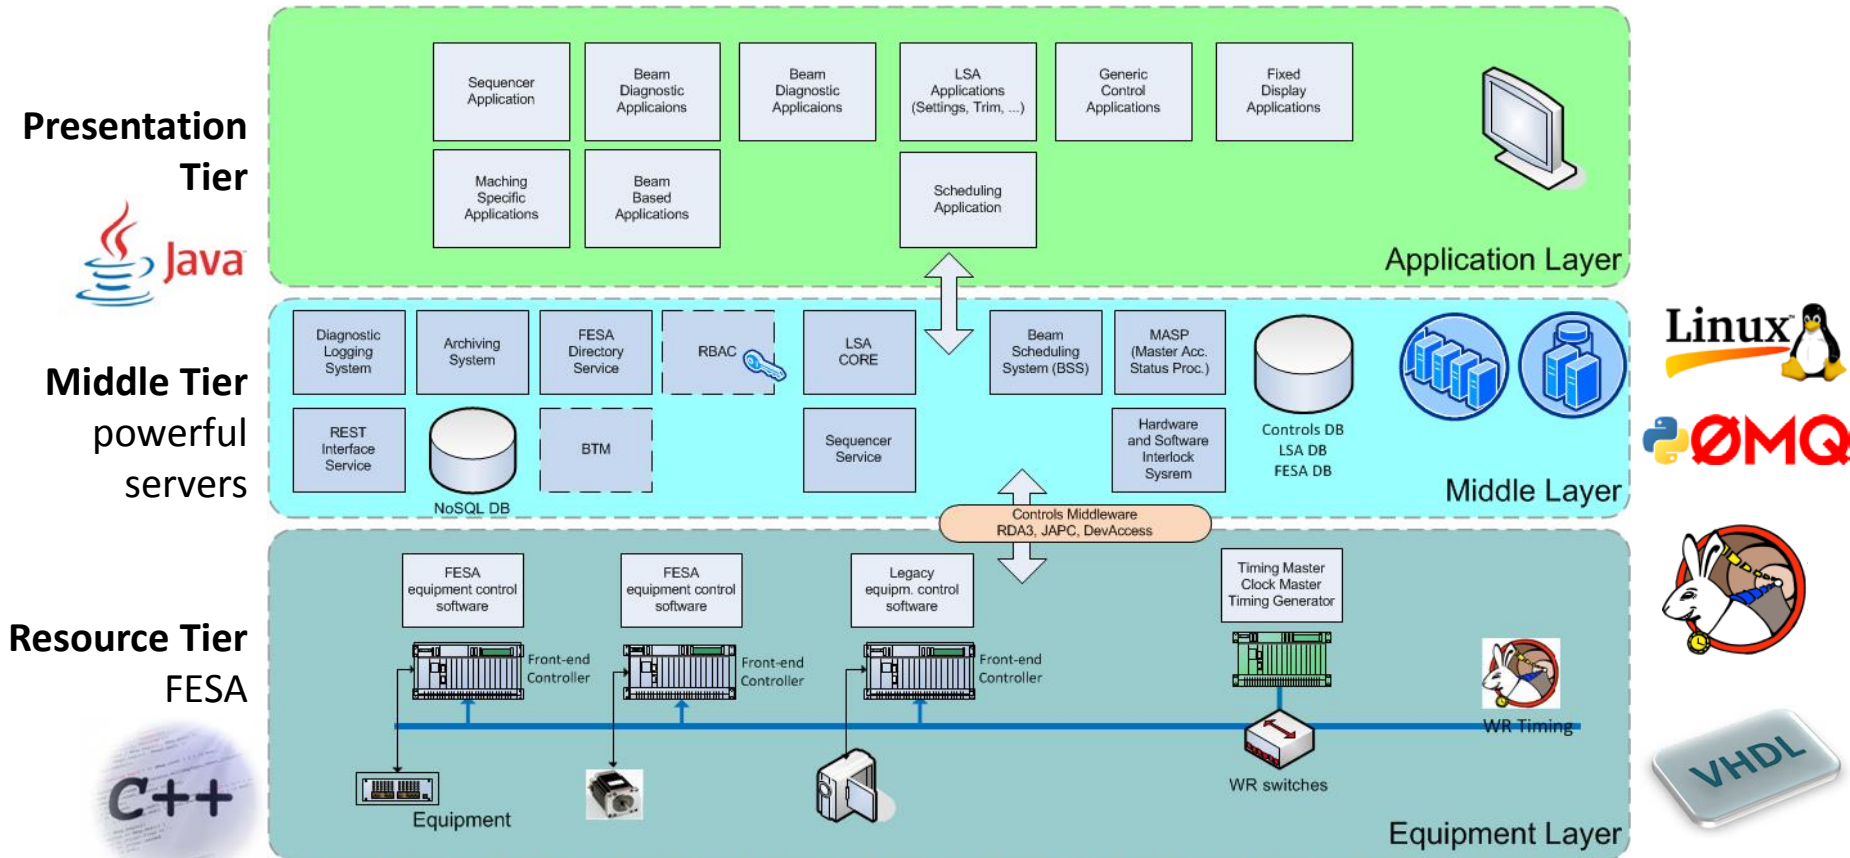 Presentation
Tier
Java
Sequencer
Application
Beam
Diagnostic
Applicaions
Beam
Diagnostic
Applicaions
LSA
Applications
(Settings, Trim, ...)
Generic
Control
Applications
Fixed
Display
Applications
Maching
Specific
Applications
Beam
Based
Applications
Scheduling
Application
Application Layer
Middle Tier
powerful
servers
Diagnostic
Logging
System
Archiving
System
FESA
Directory
Service
RBAC
LSA
CORE
Beam
Scheduling
System (BSS)
MASP
(Master Acc.
Status Proc.)
REST
Interface
Service
NoSQL DB
BTM
Sequencer
Service
Hardware
and Software
Interlock
Sysrem
Controls DB
LSA DB
FESA DB
Middle Layer
Linux
ØMQ
Controls Middleware
RDA3, JAPC, DevAccess
Resource Tier
FESA
C++
FESA
equipment control
software
Front-end
Controller
FESA
equipment control
software
Front-end
Controller
Legacy
equipm. control
software
Front-end
Controller
Timing Master
Clock Master
Timing Generator
WR Timing
WR switches
Equipment
Equipment Layer
VHDL